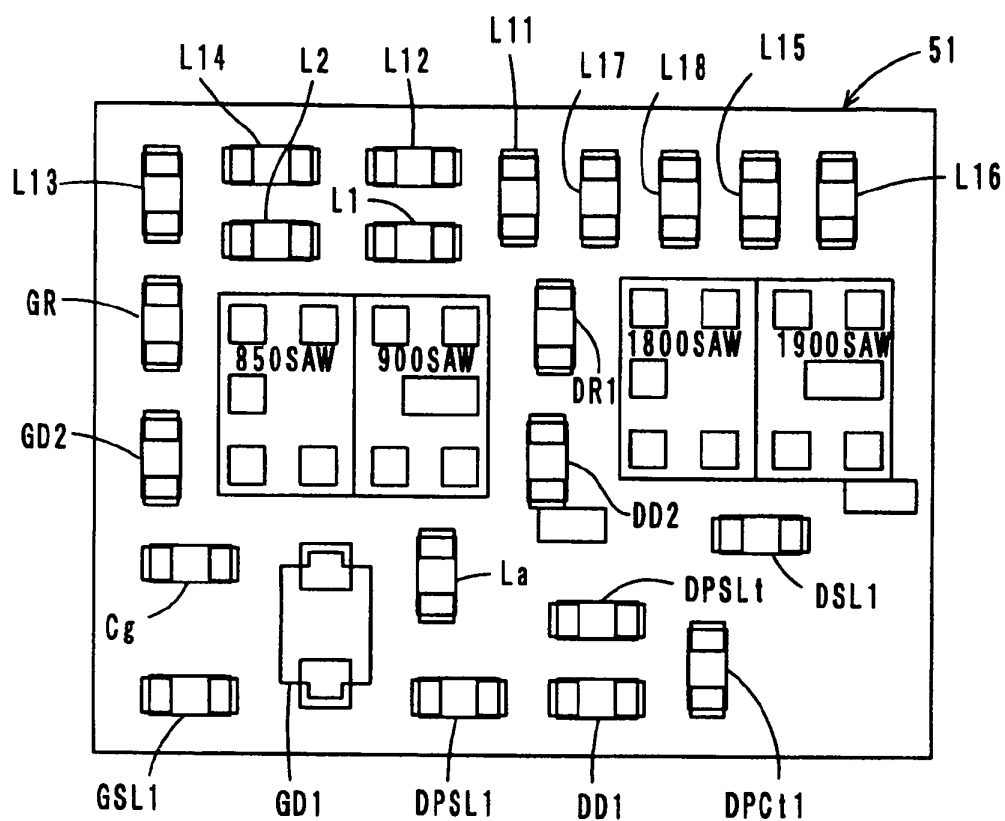 L14
L2
L12
L11
L17
L18
L15
51
L13
L1
L16
GR
850SAW
900SAW
1800SAW
1900SAW
DR1
GD2
DD2
Cg
La
DPSLt
DSL1
GSL1
GD1
DPSL1
DD1
DPCt1